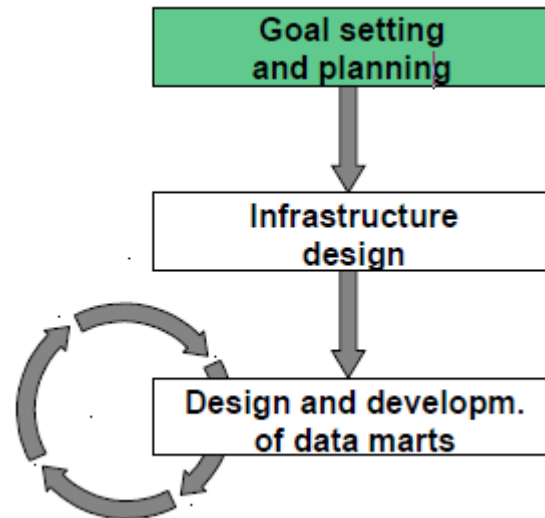 Goal setting
and planning
Infrastructure
design
Design and developm.
of data marts